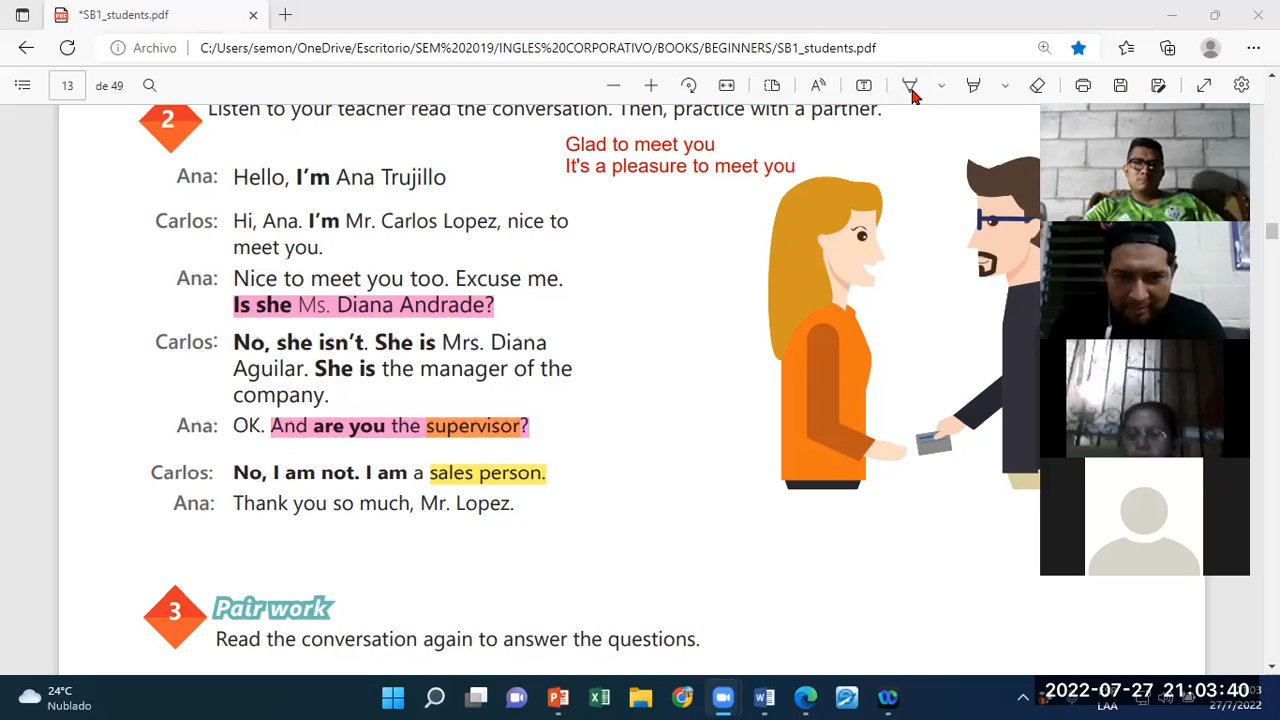 *SB1_students.pdf
Archivo
C:/Users/semon/OneDrive/Escritorio/SEM%202019/INGLES%20CORPORATIVO/BOOKS/BEGINNERS/SB1_students.pdf
13 de 49
2 Listen to your teacher read the conversation. Then, practice with a partner.
Glad to meet you
It's a pleasure to meet you
Ana: Hello, I'm Ana Trujillo
Carlos: Hi, Ana. I'm Mr. Carlos Lopez, nice to
meet you.
Ana: Nice to meet you too. Excuse me.
Is she Ms. Diana Andrade?
Carlos: No, she isn't. She is Mrs. Diana
Aguilar. She is the manager of the
company.
Ana: OK. And are you the supervisor?
Carlos: No, I am not. I am a sales person.
Ana: Thank you so much, Mr. Lopez.
3 Pair work
Read the conversation again to answer the questions.
24°C
Nublado
LAA
2022-07-27 21:03:40
27/7/2022